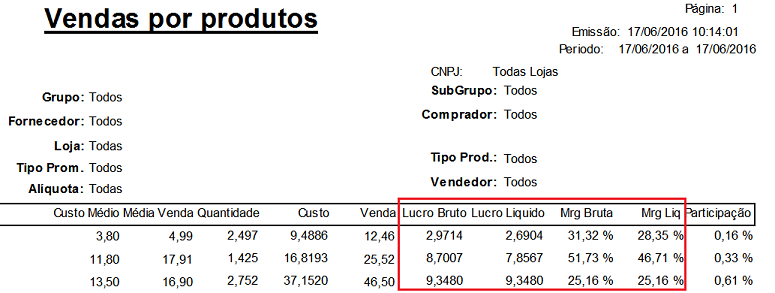 Vendas por produtos
Página: 1
Emissão: 17/06/2016 10:14:01
Periodo: 17/06/2016 a 17/06/2016
CNPJ: Todas Lojas
Grupo: Todos SubGrupo: Todos
Fornecedor: Todos Comprador: Todos
Loja: Todas
Tipo Prom. Todas Tipo Prod.: Todos
Aliquota: Todas Vendedor: Todos
Custo Médio Média Venda Quantidade Custo Venda Lucro Bruto Lucro Liquido Mrg Bruta Mrg Liq Participação
3,80 4,99 2,497 9,4886 12,46 2,9714 2,6904 31,32 % 28,35 % 0,16 %
11,80 17,91 1,425 16,8193 25,52 8,7007 7,8567 51,73 % 46,71 % 0,33 %
13,50 16,90 2,752 37,1520 46,50 9,3480 9,3480 25,16 % 25,16 % 0,61 %